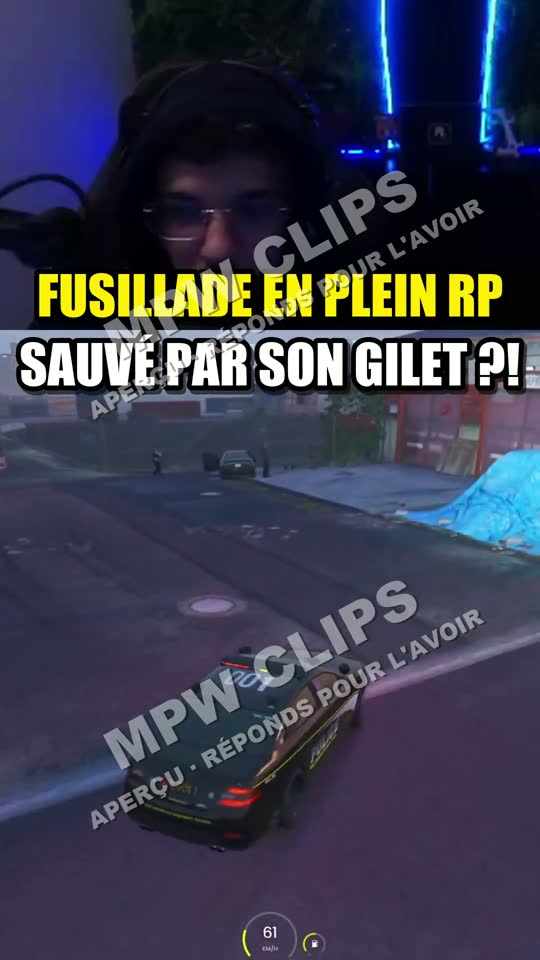 FUSILLADE EN PLEIN RP
SAUVÉ PAR SON GILET ?!
MPW CLIPS
APERÇU · RÉPONDS POUR L'AVOIR
MPW CLIPS
APERÇU · RÉPONDS POUR L'AVOIR
001
POLICE
61
KM/H